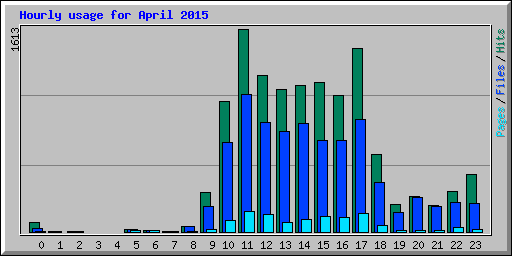 Hourly usage for April 2015
1613
Pages / Files / Hits
0 1 2 3 4 5 6 7 8 9 10 11 12 13 14 15 16 17 18 19 20 21 22 23